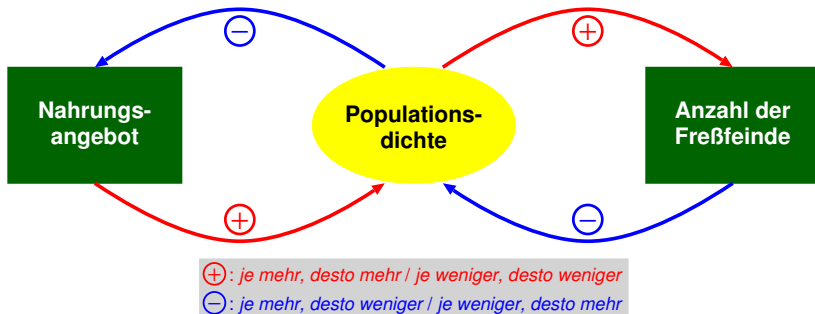 −
+
Nahrungs-
angebot
Populations-
dichte
Anzahl der
Freßfeinde
+
−
+: je mehr, desto mehr / je weniger, desto weniger
−: je mehr, desto weniger / je weniger, desto mehr